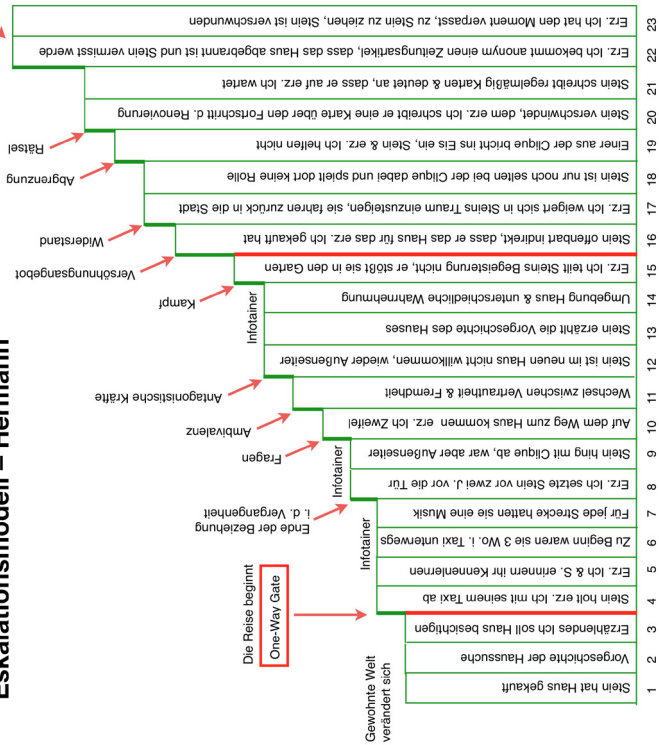 Eskalationsmodell – Hermann
Gewohnte Welt
verändert sich
Die Reise beginnt
One-Way Gate
Ende der Beziehung
i. d. Vergangenheit
Fragen
Ambivalenz
Antagonistische Kräfte
Kampf
Versöhnungsangebot
Widerstand
Abgrenzung
Rätsel
Infotainer
Infotainer
Infotainer
1 Stein hat Haus gekauft
2 Vorgeschichte der Haussuche
3 Erzählendes Ich soll Haus besichtigen
4 Stein holt erz. Ich mit seinem Taxi ab
5 Erz. Ich & S. erinnern ihr Kennenlernen
6 Zu Beginn waren sie 3 Wo. i. Taxi unterwegs
7 Für jede Strecke hatten sie eine Musik
8 Erz. Ich setzte Stein vor zwei J. vor die Tür
9 Stein hing mit Clique ab, war aber Außenseiter
10 Auf dem Weg zum Haus kommen erz. Ich Zweifel
11 Wechsel zwischen Vertrautheit & Fremdheit
12 Stein ist im neuen Haus nicht willkommen, wieder Außenseiter
13 Stein erzählt die Vorgeschichte des Hauses
14 Umgebung Haus & unterschiedliche Wahrnehmung
15 Erz. Ich teilt Steins Begeisterung nicht, er stößt sie in den Garten
16 Stein offenbart indirekt, dass er das Haus für das erz. Ich gekauft hat
17 Erz. Ich weigert sich in Steins Traum einzusteigen, sie fahren zurück in die Stadt
18 Stein ist nur noch selten bei der Clique dabei und spielt dort keine Rolle
19 Einer aus der Clique bricht ins Eis ein, Stein & erz. Ich helfen nicht
20 Stein verschwindet, dem erz. Ich schreibt er eine Karte über den Fortschritt d. Renovierung
21 Stein schreibt regelmäßig Karten & deutet an, dass er auf erz. Ich wartet
22 Erz. Ich bekommt anonym einen Zeitungsartikel, dass das Haus abgebrannt ist und Stein vermisst werde
23 Erz. Ich hat den Moment verpasst, zu Stein zu ziehen, Stein ist verschwunden